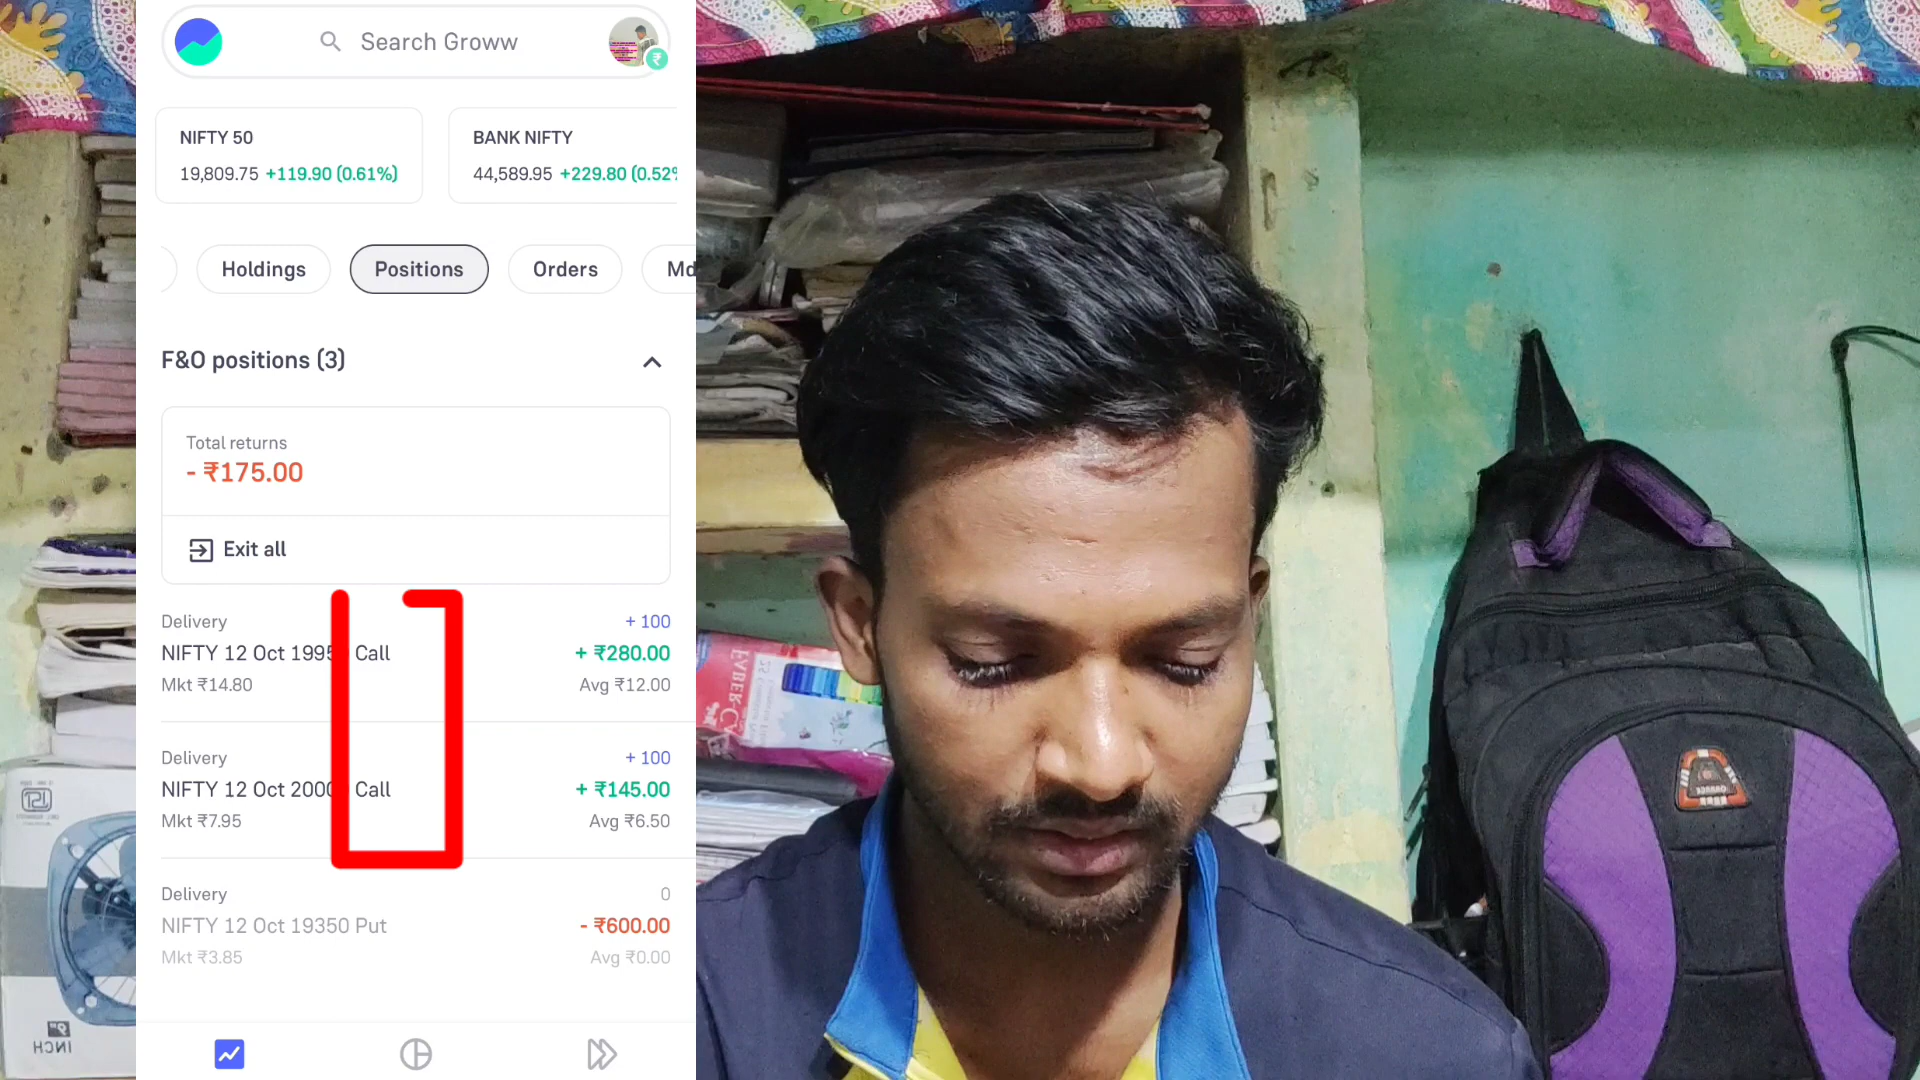 Search Groww
NIFTY 50
19,809.75 +119.90 (0.61%)
BANK NIFTY
44,589.95 +229.80 (0.52%
Holdings
Positions
Orders
F&O positions (3)
Total returns
- ₹175.00
Exit all
Delivery
+ 100
NIFTY 12 Oct 1995 Call
+ ₹280.00
Mkt ₹14.80
Avg ₹12.00
Delivery
+ 100
NIFTY 12 Oct 2000 Call
+ ₹145.00
Mkt ₹7.95
Avg ₹6.50
Delivery
0
NIFTY 12 Oct 19350 Put
- ₹600.00
Mkt ₹3.85
Avg ₹0.00
9"
INCH